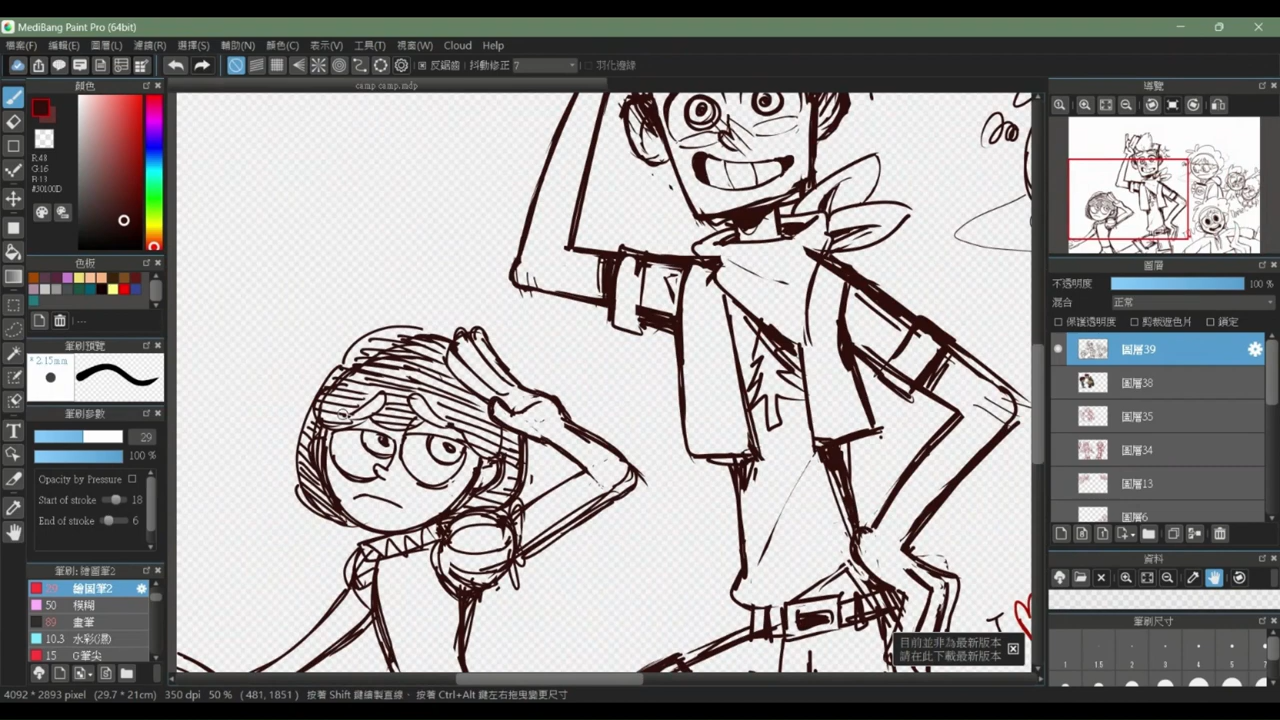 MediBang Paint Pro (64bit)
檔案(F) 編輯(E) 圖層(L) 濾鏡(R) 選擇(S) 輔助(N) 顏色(C) 表示(V) 工具(T) 視窗(W) Cloud Help
反鋸齒 抖動修正 7 羽化邊緣
顏色
camp camp.mdp
導覽
R:48
G:16
#30100D
色板
---
圖層
不透明度 100 %
混合 正常
保護透明度 剪裁遮色片 鎖定
筆刷預覽
* 2.15mm
圖層39
圖層38
圖層35
圖層34
圖層13
圖層6
筆刷參數
29
100 %
Opacity by Pressure
Start of stroke 18
End of stroke 6
資料
筆刷: 繪圖筆2
29 繪圖筆2
50 模糊
89 畫筆
10.3 水彩(濕)
15 G筆尖
目前並非為最新版本
請在此下載最新版本
筆刷尺寸
1 1.5 2 3 4 5 7
4092 * 2893 pixel (29.7 * 21cm) 350 dpi 50 % ( 481, 1851 ) 按著 Shift 鍵繪製直線 · 按著 Ctrl+Alt 鍵左右拖曳變更尺寸